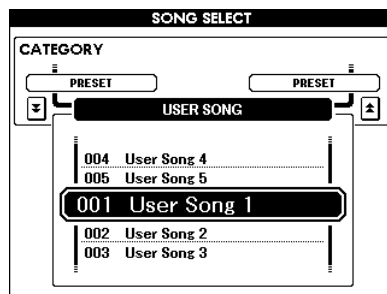 SONG SELECT
CATEGORY
PRESET PRESET
USER SONG
004 User Song 4
005 User Song 5
001 User Song 1
002 User Song 2
003 User Song 3